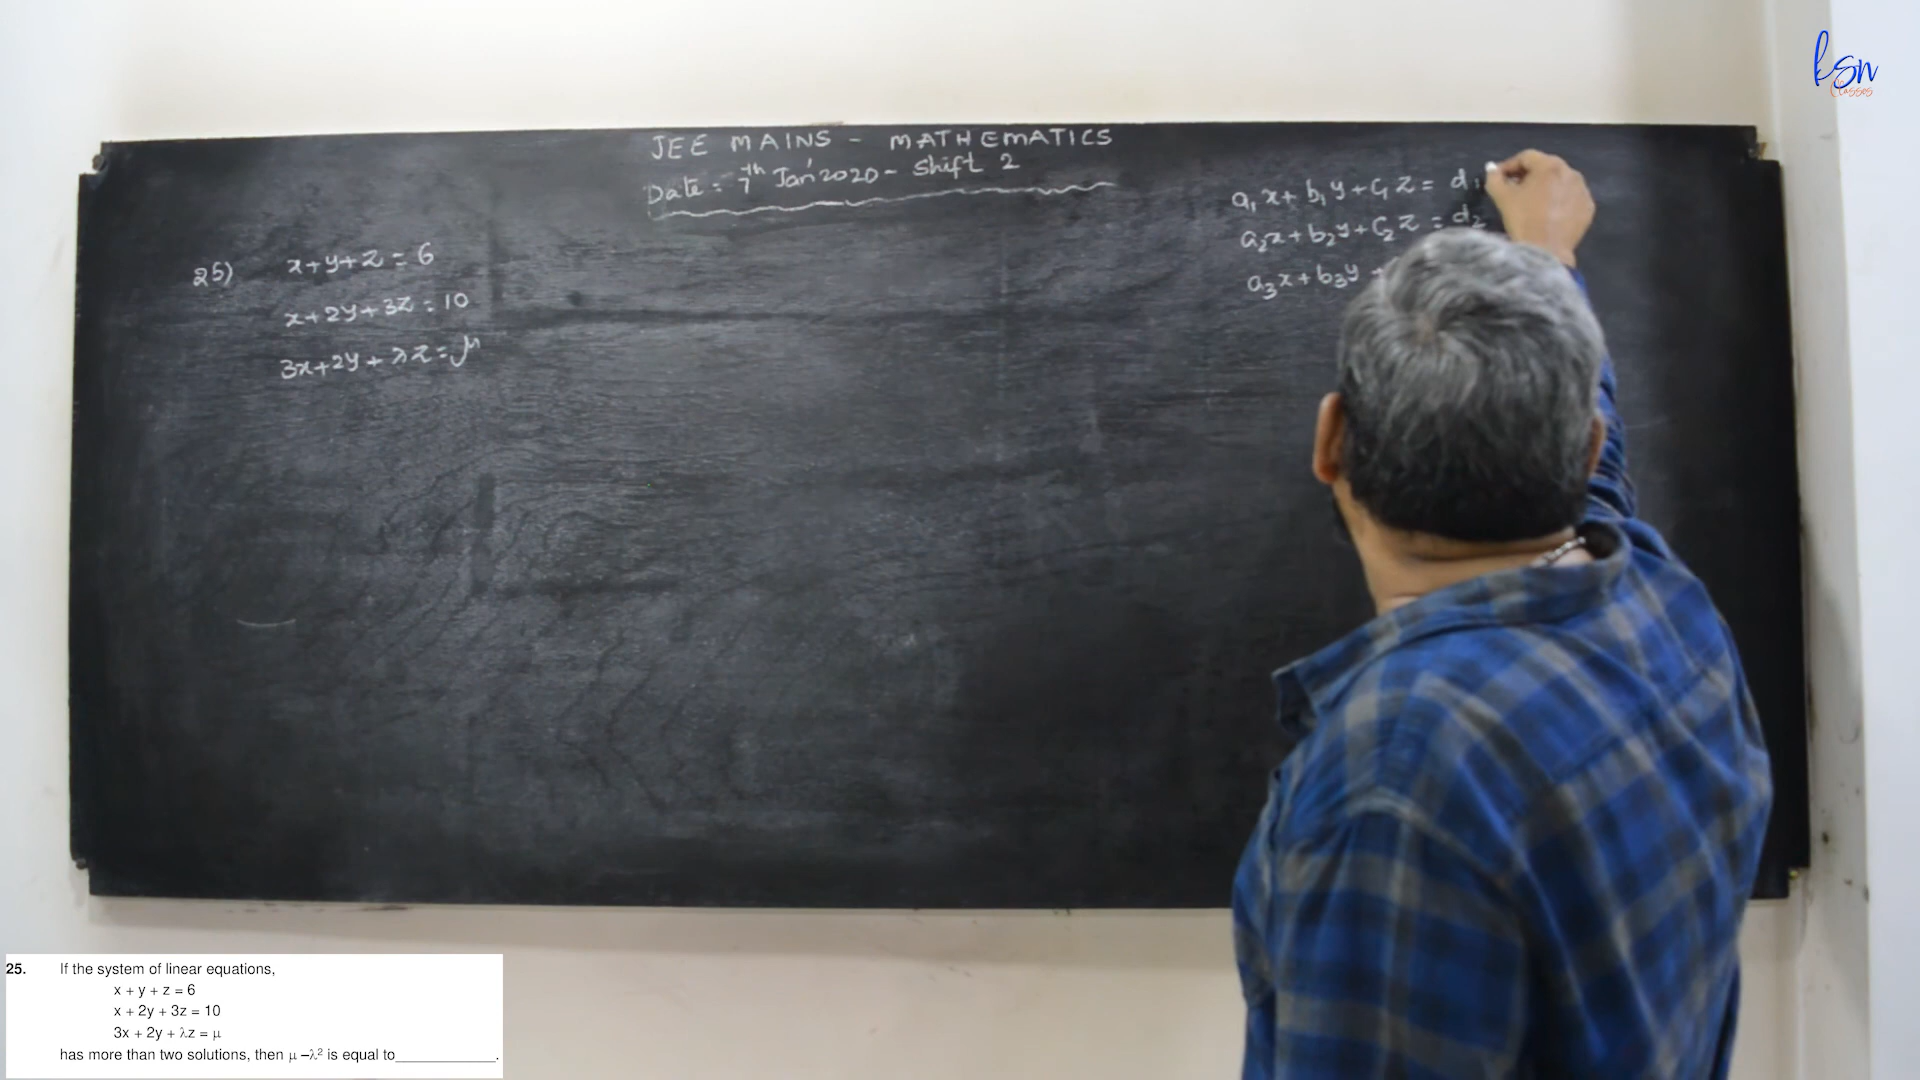 ksn
Classes
JEE MAINS - MATHEMATICS
Date: 7th Jan'2020 - Shift 2
25) x+y+z = 6
x+2y+3z = 10
3x+2y+λz = μ
a₁x + b₁y + c₁z = d₁
a₂x + b₂y + c₂z = d₂
a₃x + b₃y +
25. If the system of linear equations,
x + y + z = 6
x + 2y + 3z = 10
3x + 2y + λz = μ
has more than two solutions, then μ –λ² is equal to____________.